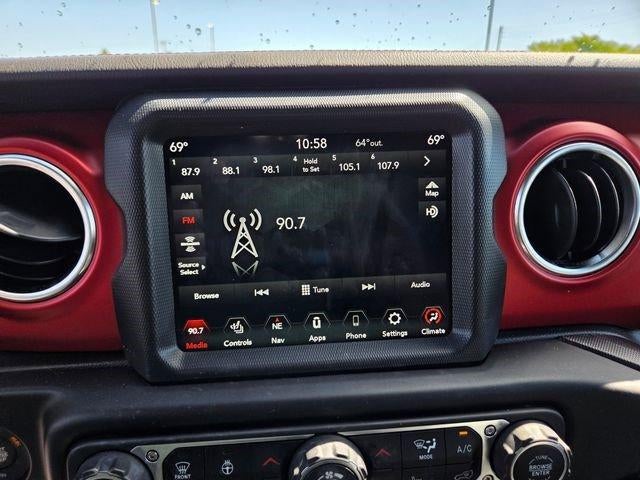 69° 10:58 64°out. 69°
1 87.9 2 88.1 3 98.1 4 Hold to Set 5 105.1 6 107.9
Map
AM
FM
90.7
Source
Select
Browse Tune Audio
90.7 NE
Media Controls Nav Apps Phone Settings Climate
FRONT MODE A/C
TUNE
BROWSE
ENTER